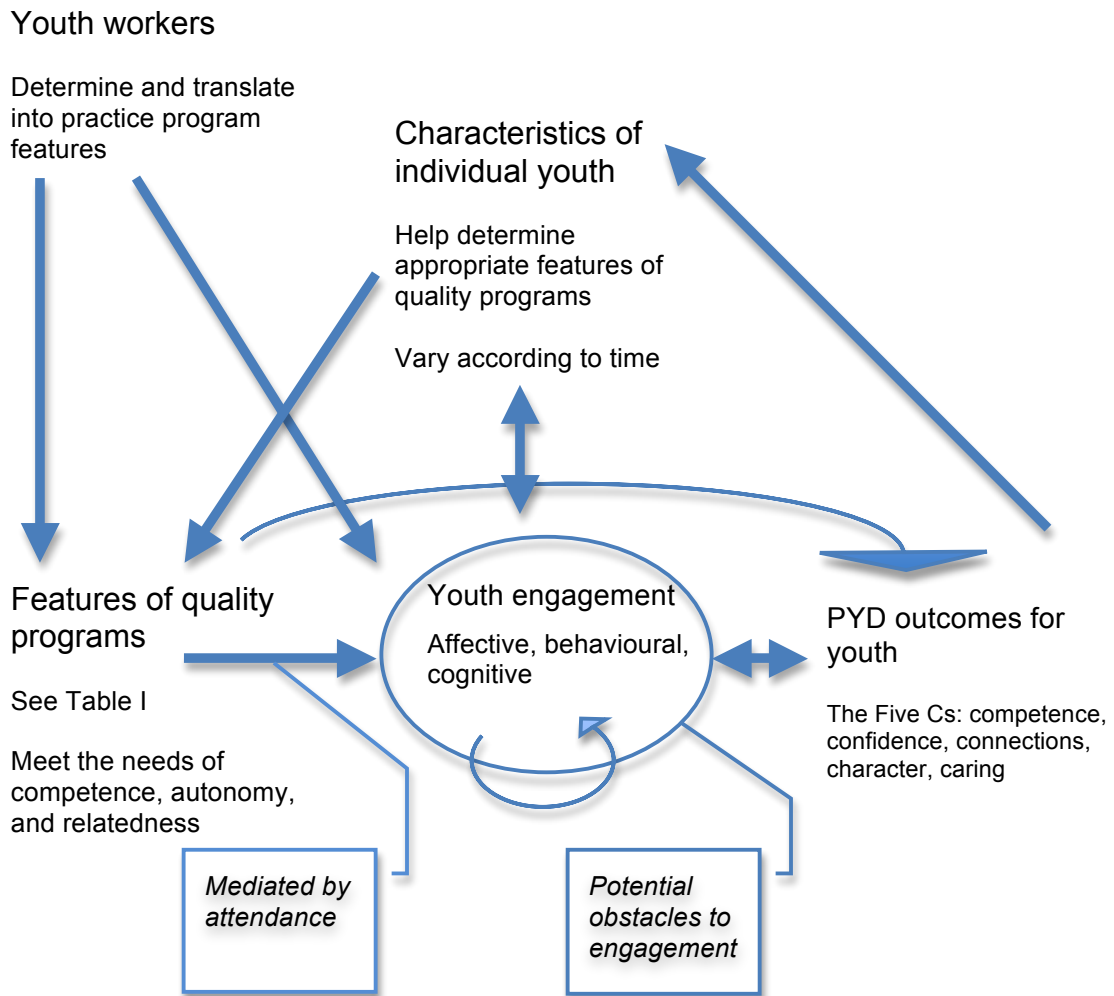 Youth workers
Determine and translate
into practice program
features
Characteristics of
individual youth
Help determine
appropriate features of
quality programs
Vary according to time
Features of quality
programs
See Table I
Meet the needs of
competence, autonomy,
and relatedness
Youth engagement
Affective, behavioural,
cognitive
PYD outcomes for
youth
The Five Cs: competence,
confidence, connections,
character, caring
Mediated by
attendance
Potential
obstacles to
engagement